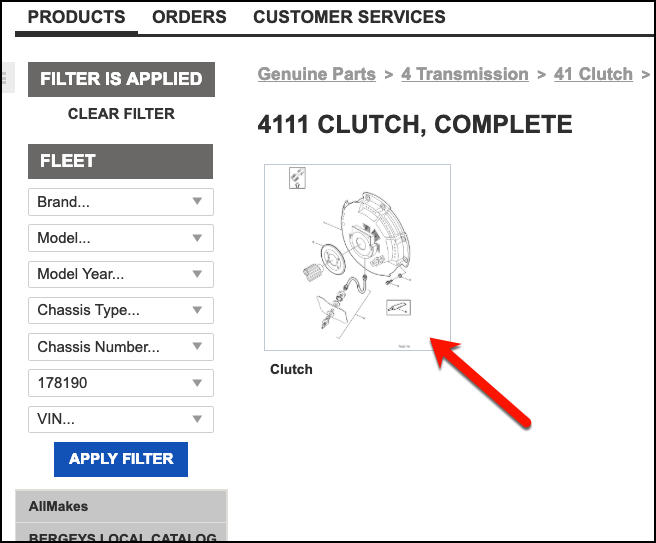 PRODUCTS ORDERS CUSTOMER SERVICES
FILTER IS APPLIED
CLEAR FILTER
FLEET
Brand...
Model...
Model Year...
Chassis Type...
Chassis Number...
178190
VIN...
APPLY FILTER
AllMakes
BERGEYS LOCAL CATALOG
Genuine Parts > 4 Transmission > 41 Clutch >
4111 CLUTCH, COMPLETE
Clutch